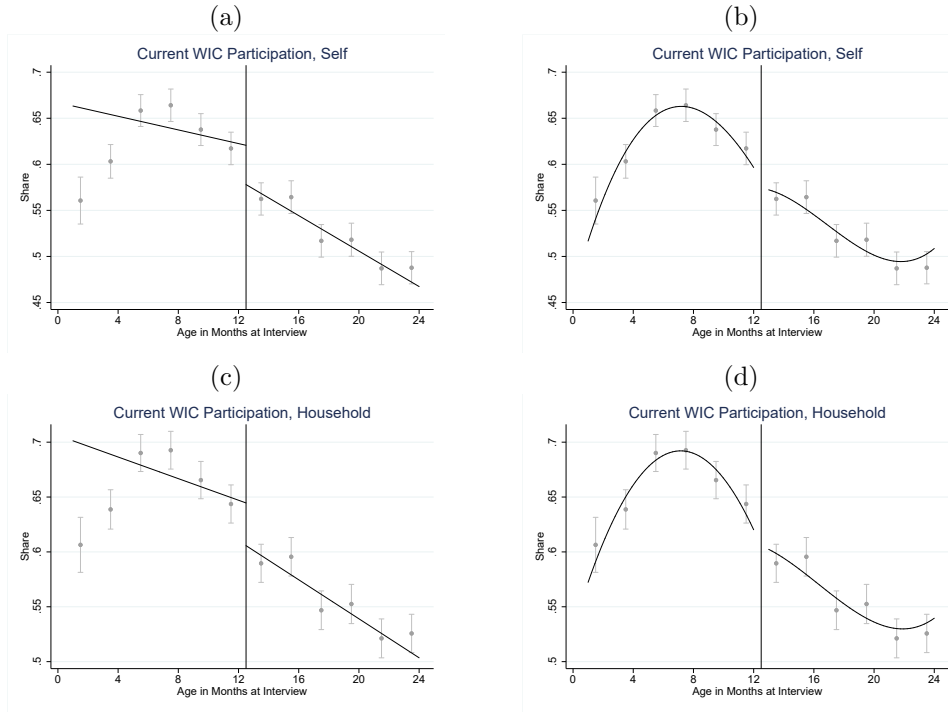 (a)
Current WIC Participation, Self
.7
.65
.6
.55
.5
.45
Share
0 4 8 12 16 20 24
Age in Months at Interview
(b)
Current WIC Participation, Self
.7
.65
.6
.55
.5
.45
Share
0 4 8 12 16 20 24
Age in Months at Interview
(c)
Current WIC Participation, Household
.7
.65
.6
.55
.5
Share
0 4 8 12 16 20 24
Age in Months at Interview
(d)
Current WIC Participation, Household
.7
.65
.6
.55
.5
Share
0 4 8 12 16 20 24
Age in Months at Interview